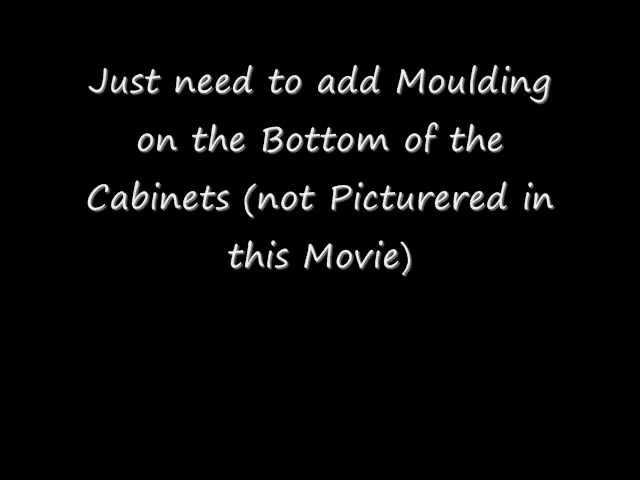 Just need to add Moulding
on the Bottom of the
Cabinets (not Picturered in
this Movie)